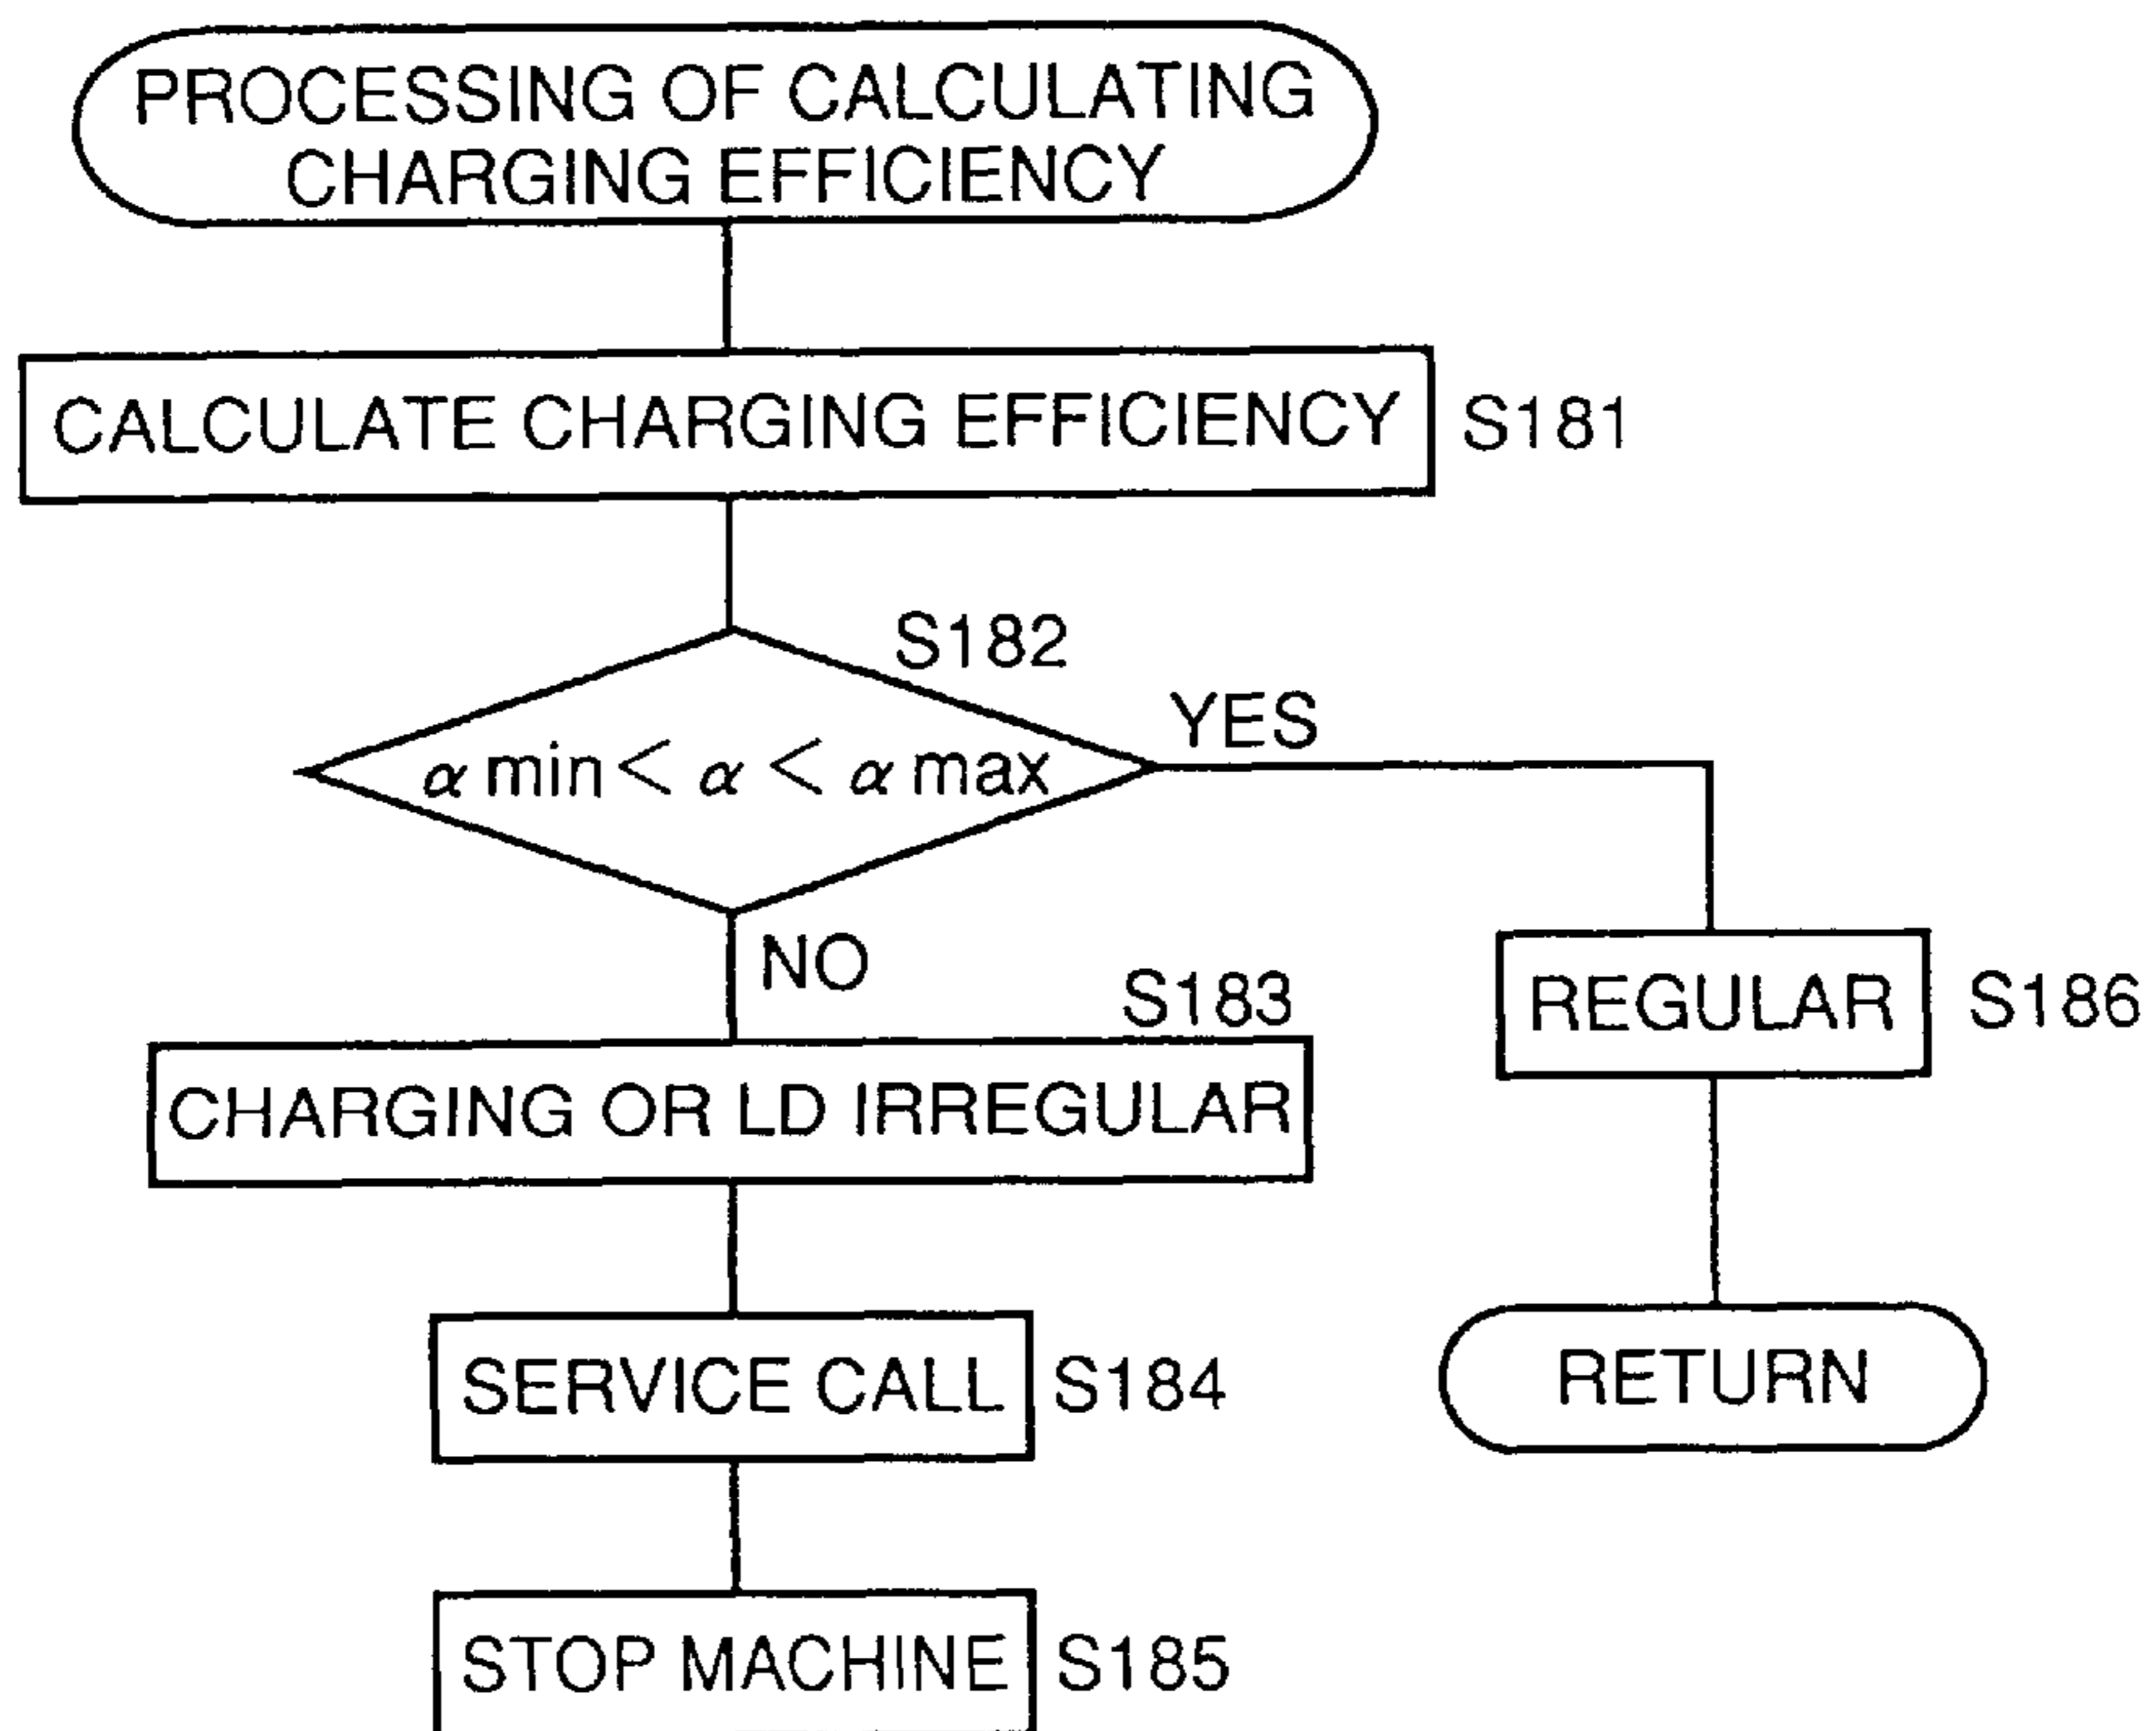 PROCESSING OF CALCULATING
CHARGING EFFICIENCY
CALCULATE CHARGING EFFICIENCY S181
S182
α min < α < α max
YES
NO
S183
CHARGING OR LD IRREGULAR
REGULAR S186
SERVICE CALL S184
RETURN
STOP MACHINE S185